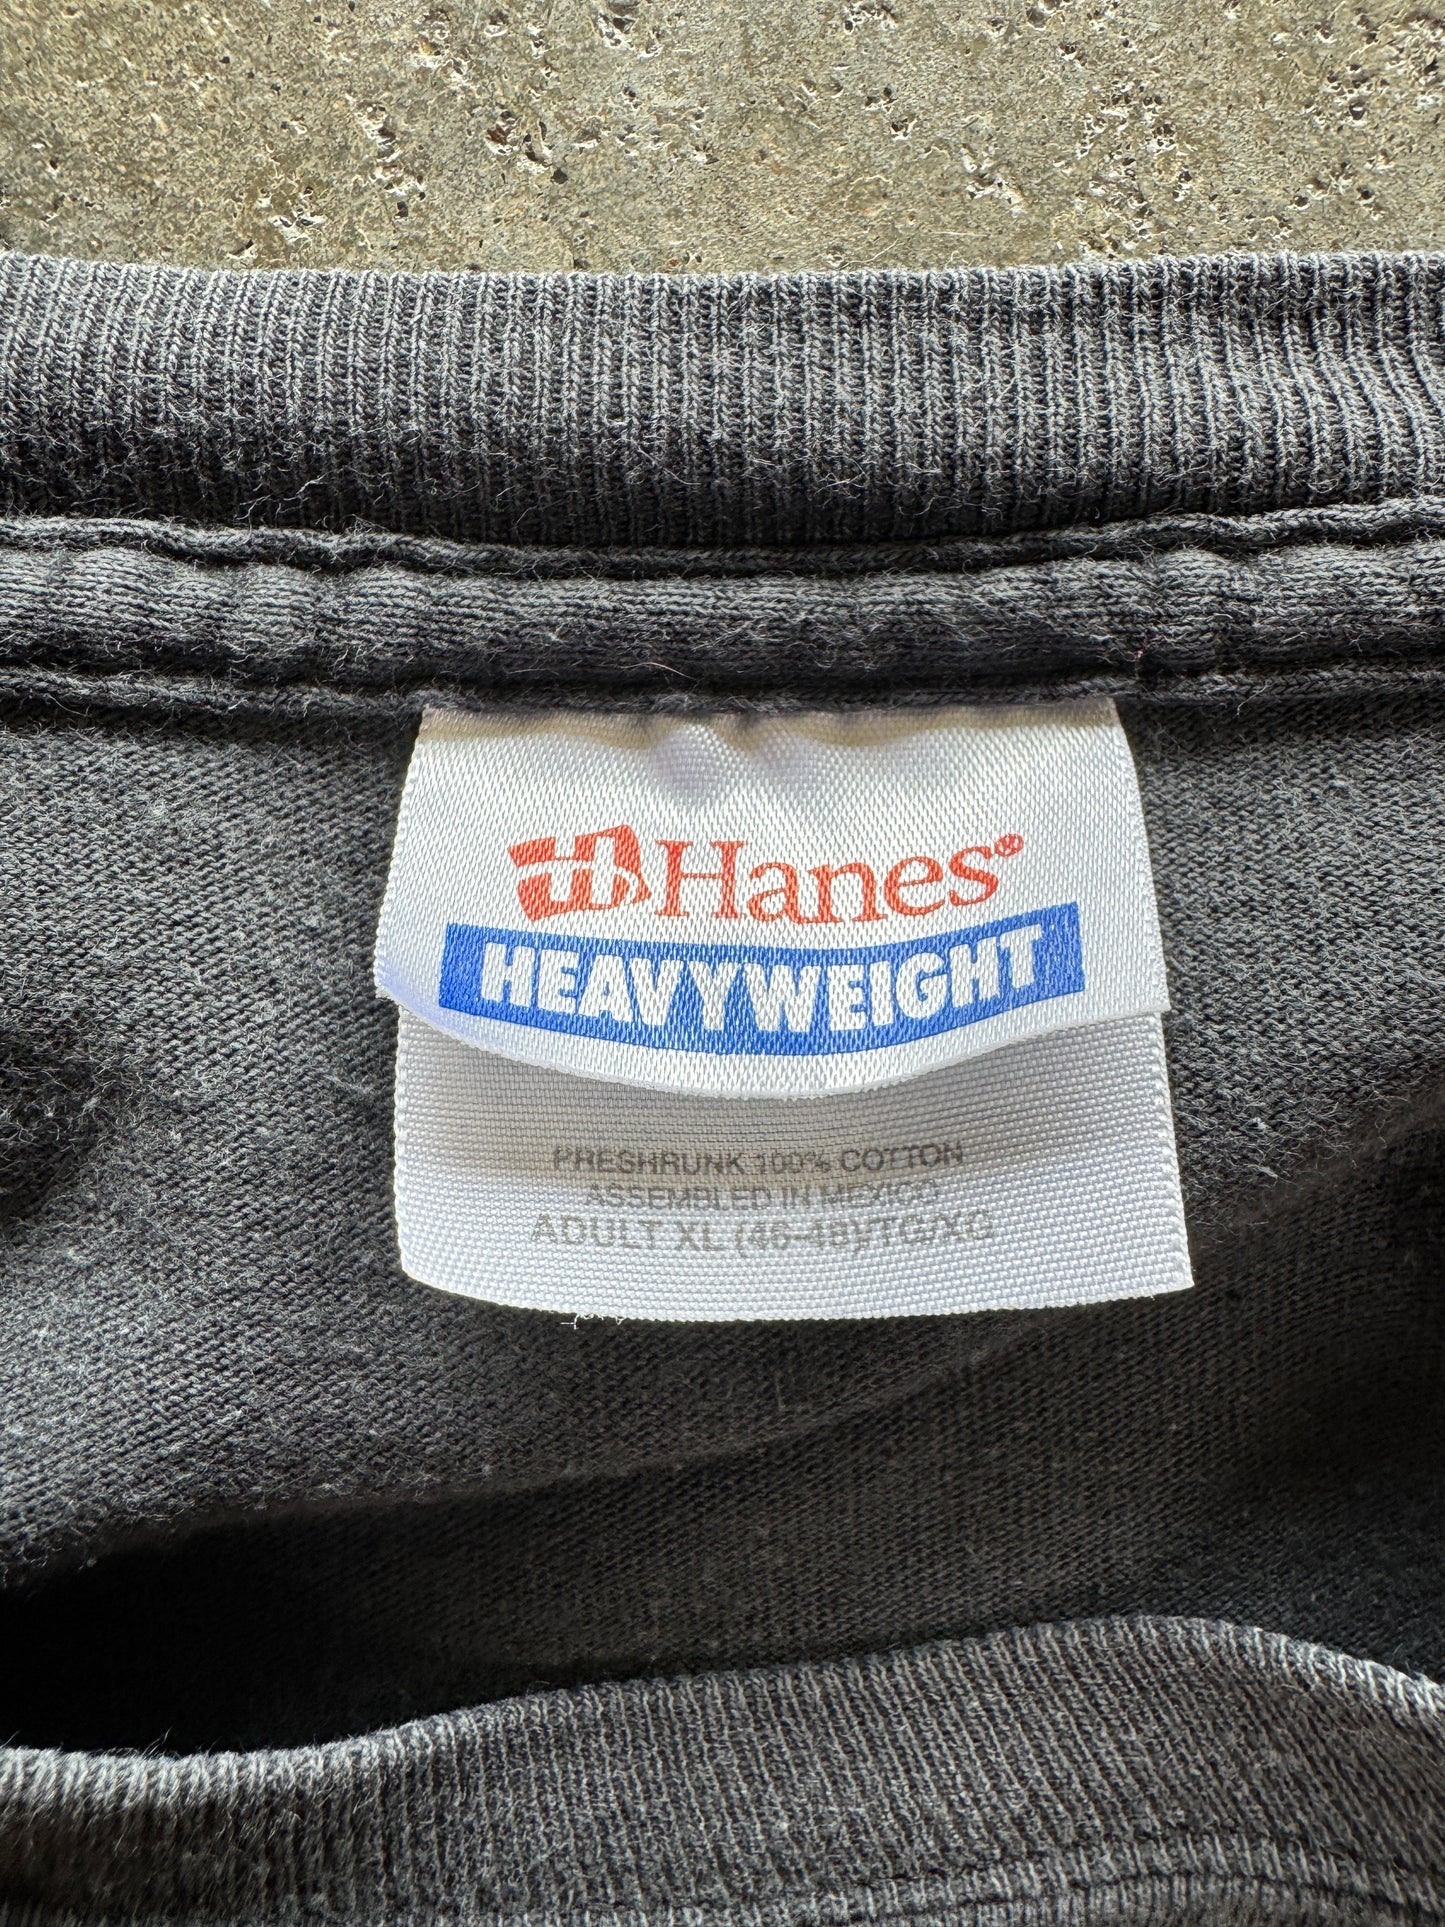 Hanes®
HEAVYWEIGHT
PRESHRUNK 100% COTTON
ASSEMBLED IN MEXICO
ADULT XL (46-48)/TG/XG